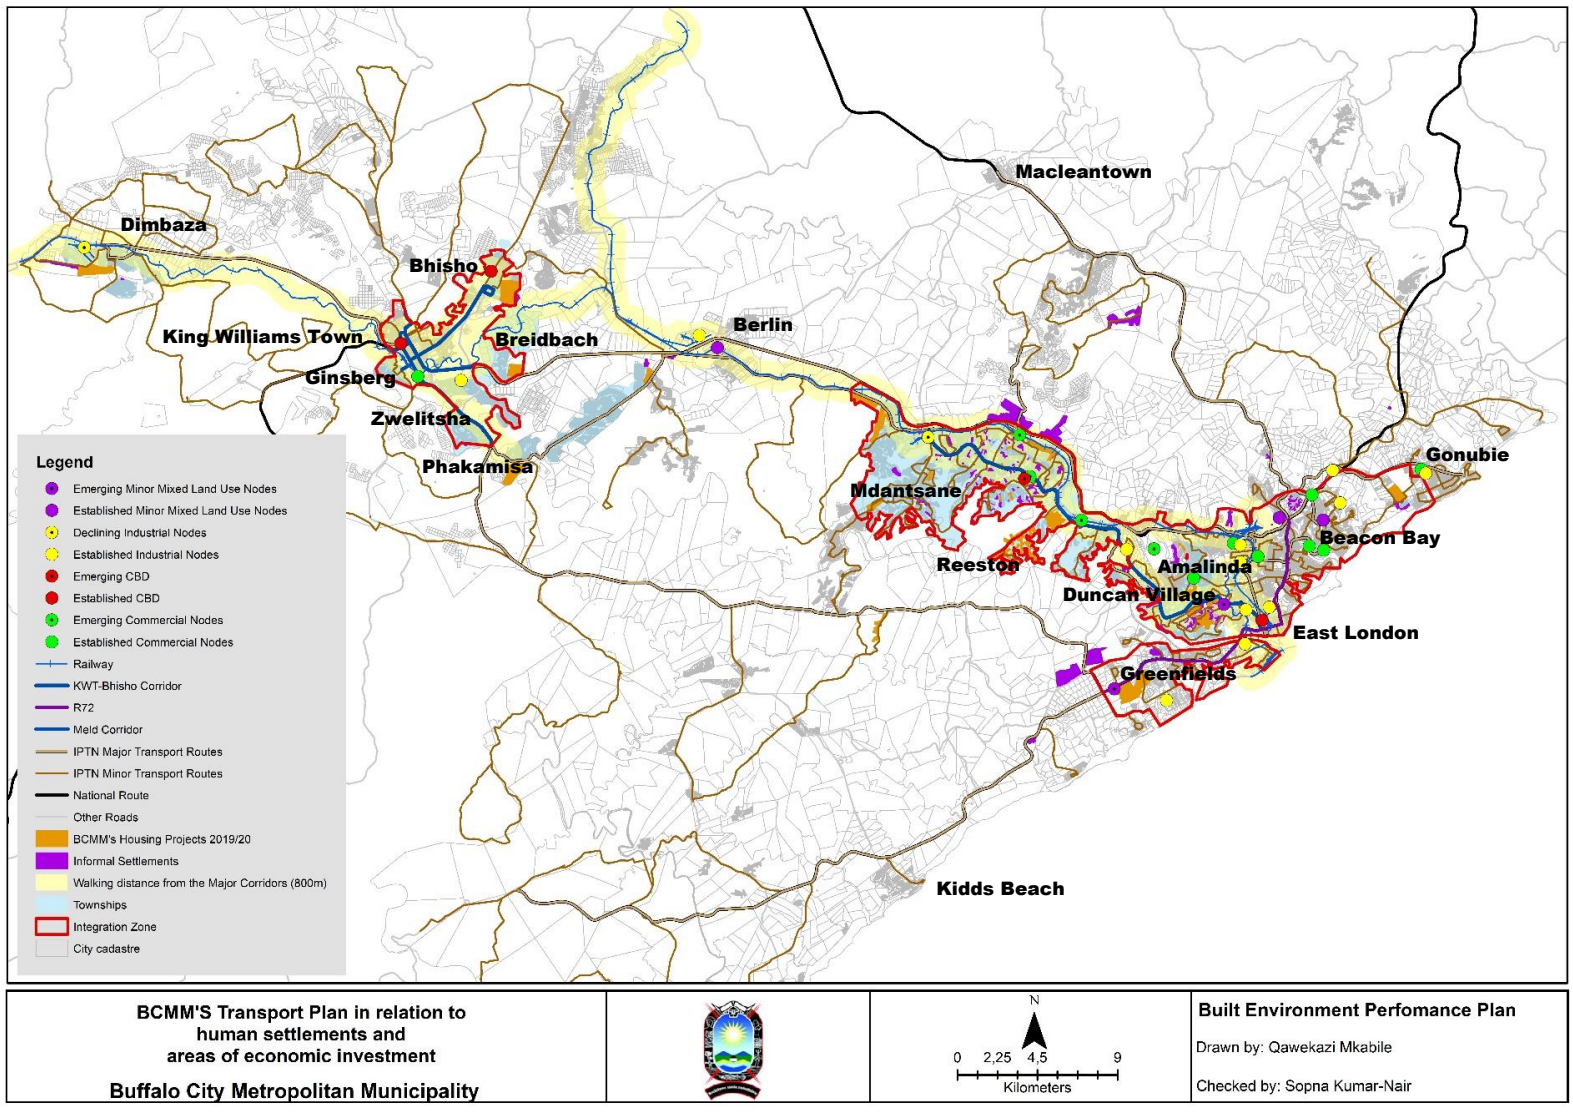 Macleantown
Dimbaza
Bhisho
Berlin
King Williams Town
Breidbach
Ginsberg
Zwelitsha
Gonubie
Phakamisa
Mdantsane
Beacon Bay
Reeston
Amalinda
Duncan Village
East London
Greenfields
Kidds Beach
Legend
Emerging Minor Mixed Land Use Nodes
Established Minor Mixed Land Use Nodes
Declining Industrial Nodes
Established Industrial Nodes
Emerging CBD
Established CBD
Emerging Commercial Nodes
Established Commercial Nodes
Railway
KWT-Bhisho Corridor
R72
Meld Corridor
IPTN Major Transport Routes
IPTN Minor Transport Routes
National Route
Other Roads
BCMM's Housing Projects 2019/20
Informal Settlements
Walking distance from the Major Corridors (800m)
Townships
Integration Zone
City cadastre
BCMM'S Transport Plan in relation to
human settlements and
areas of economic investment
Buffalo City Metropolitan Municipality
N
0 2,25 4,5 9
Kilometers
Built Environment Perfomance Plan
Drawn by: Qawekazi Mkabile
Checked by: Sopna Kumar-Nair